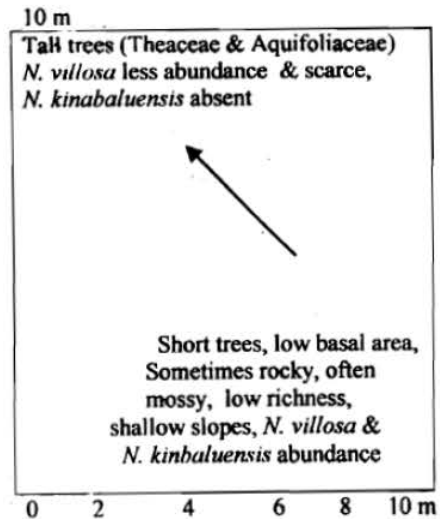 10 m
Tall trees (Theaceae & Aquifoliaceae)
N. villosa less abundance & scarce,
N. kinabaluensis absent
Short trees, low basal area,
Sometimes rocky, often
mossy, low richness,
shallow slopes, N. villosa &
N. kinbaluensis abundance
0 2 4 6 8 10 m